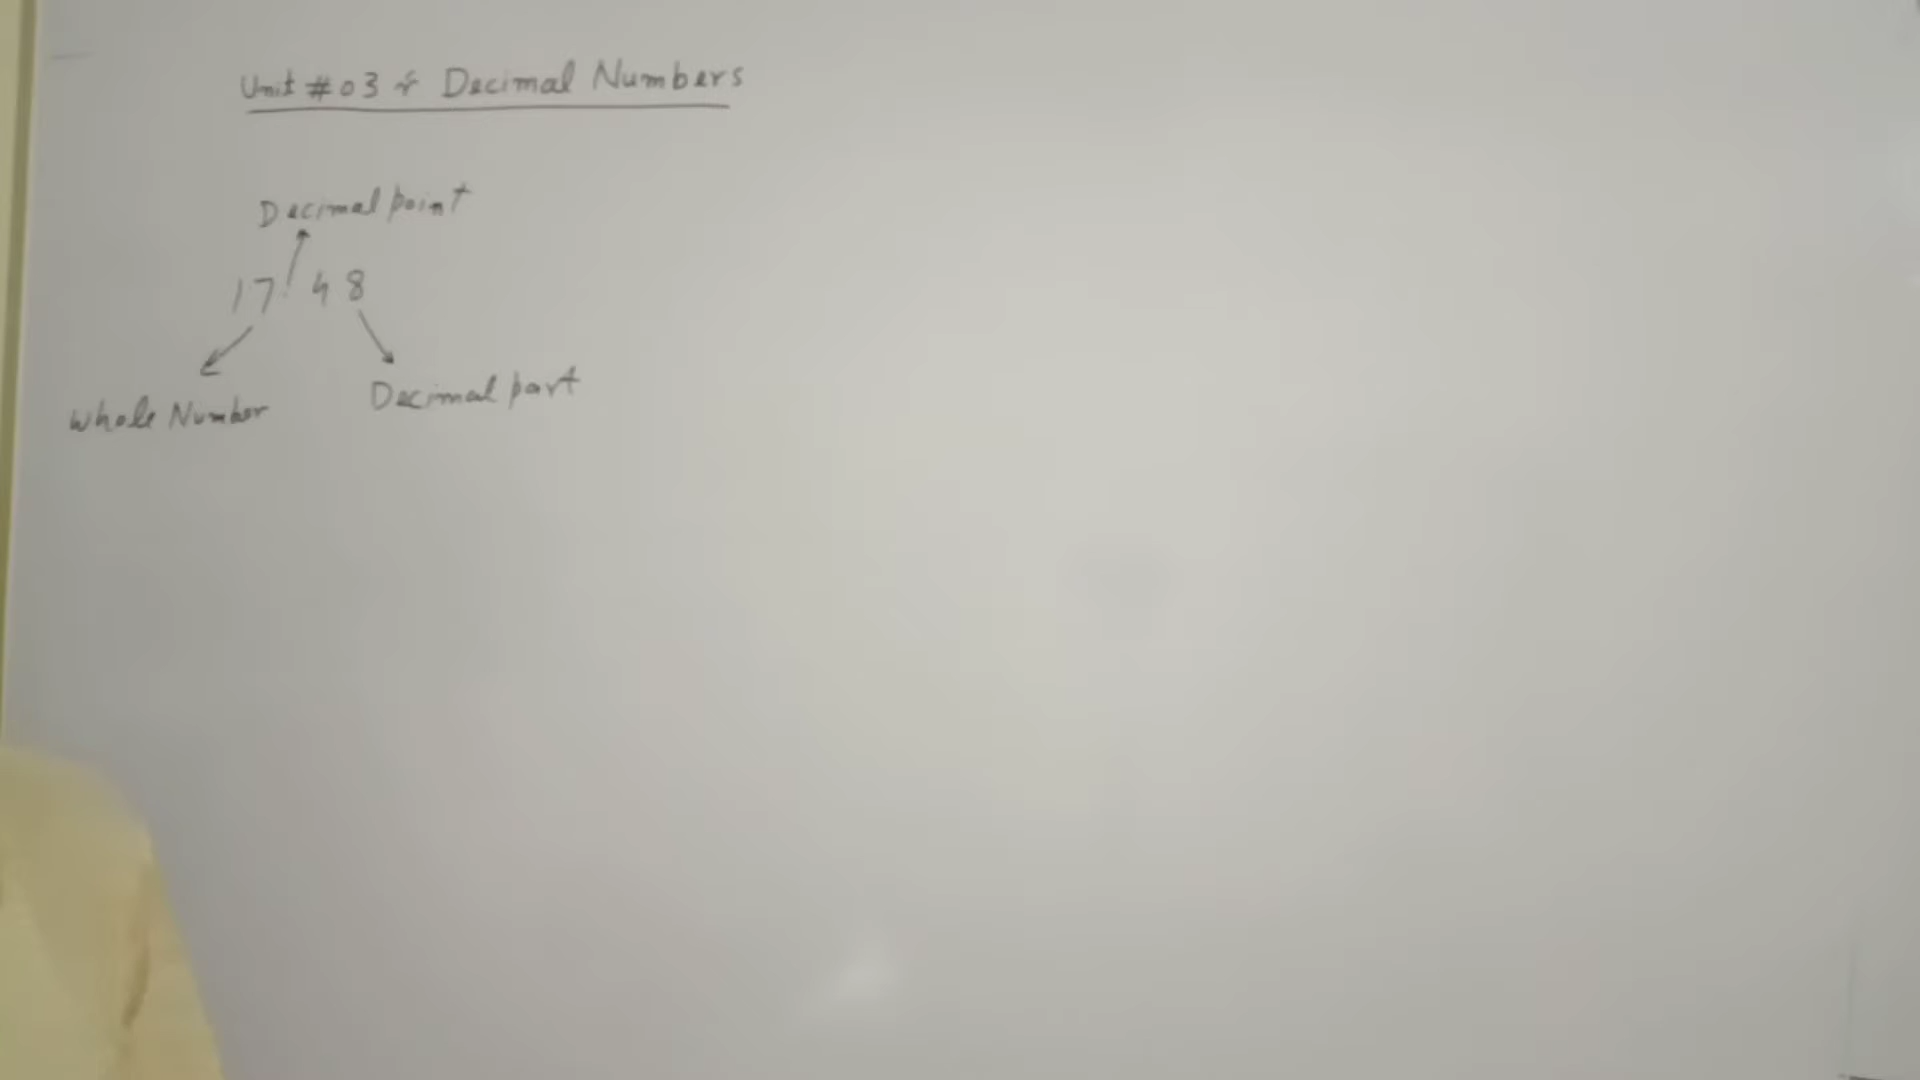 Unit #03: Decimal Numbers
Decimal point
17.48
Whole Number
Decimal part